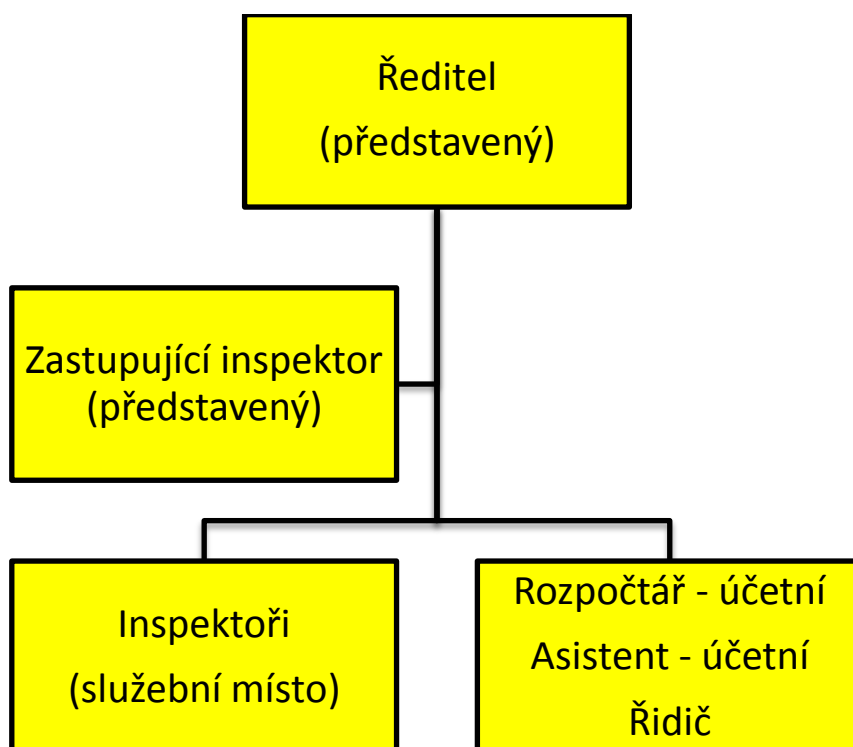 Ředitel
(představený)
Zastupující inspektor
(představený)
Inspektoři
(služební místo)
Rozpočtář - účetní
Asistent - účetní
Řidič